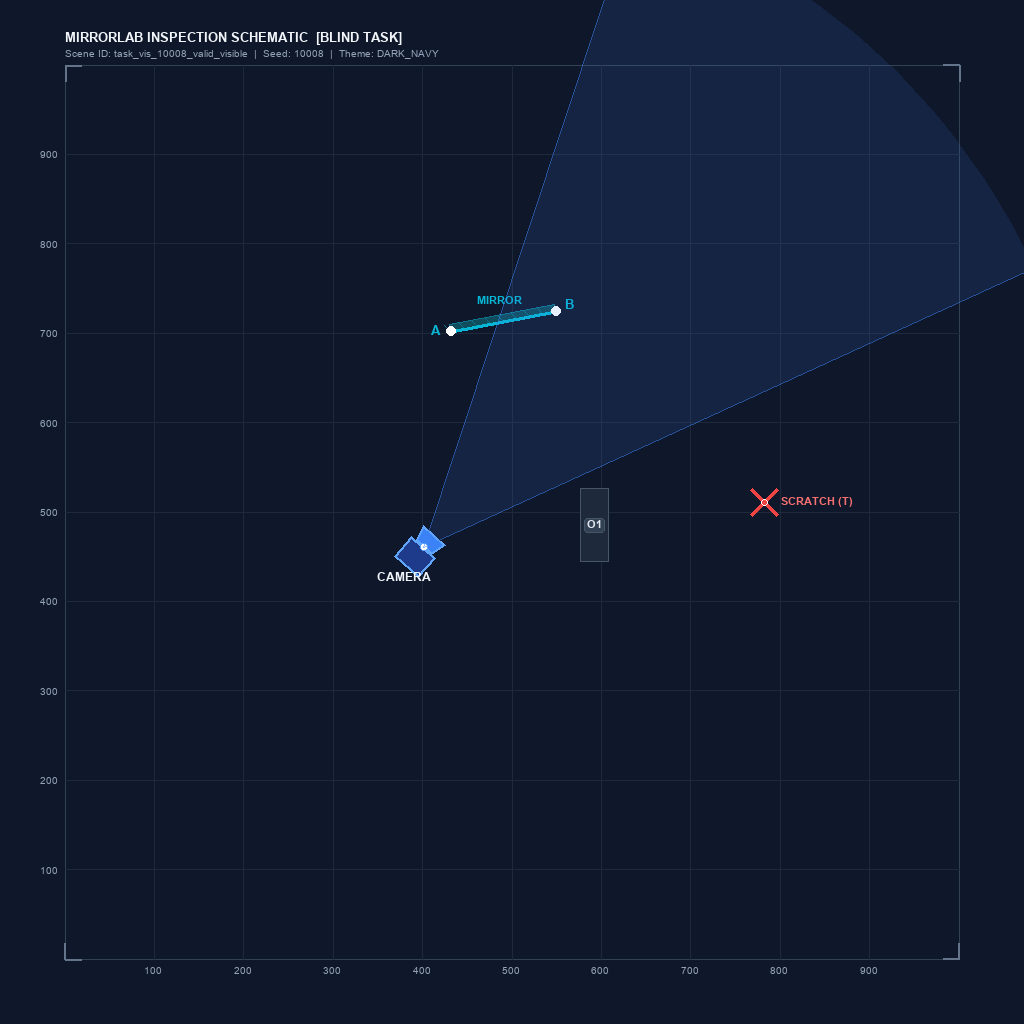 MIRRORLAB INSPECTION SCHEMATIC [BLIND TASK]
Scene ID: task_vis_10008_valid_visible | Seed: 10008 | Theme: DARK_NAVY
900
800
MIRROR
A
B
700
600
500
SCRATCH (T)
O1
CAMERA
400
300
200
100
100 200 300 400 500 600 700 800 900